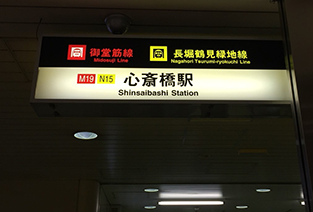 御堂筋線
Midosuji Line
長堀鶴見緑地線
Nagahori Tsurumi-ryokuchi Line
M19 N15 心斎橋駅
Shinsaibashi Station